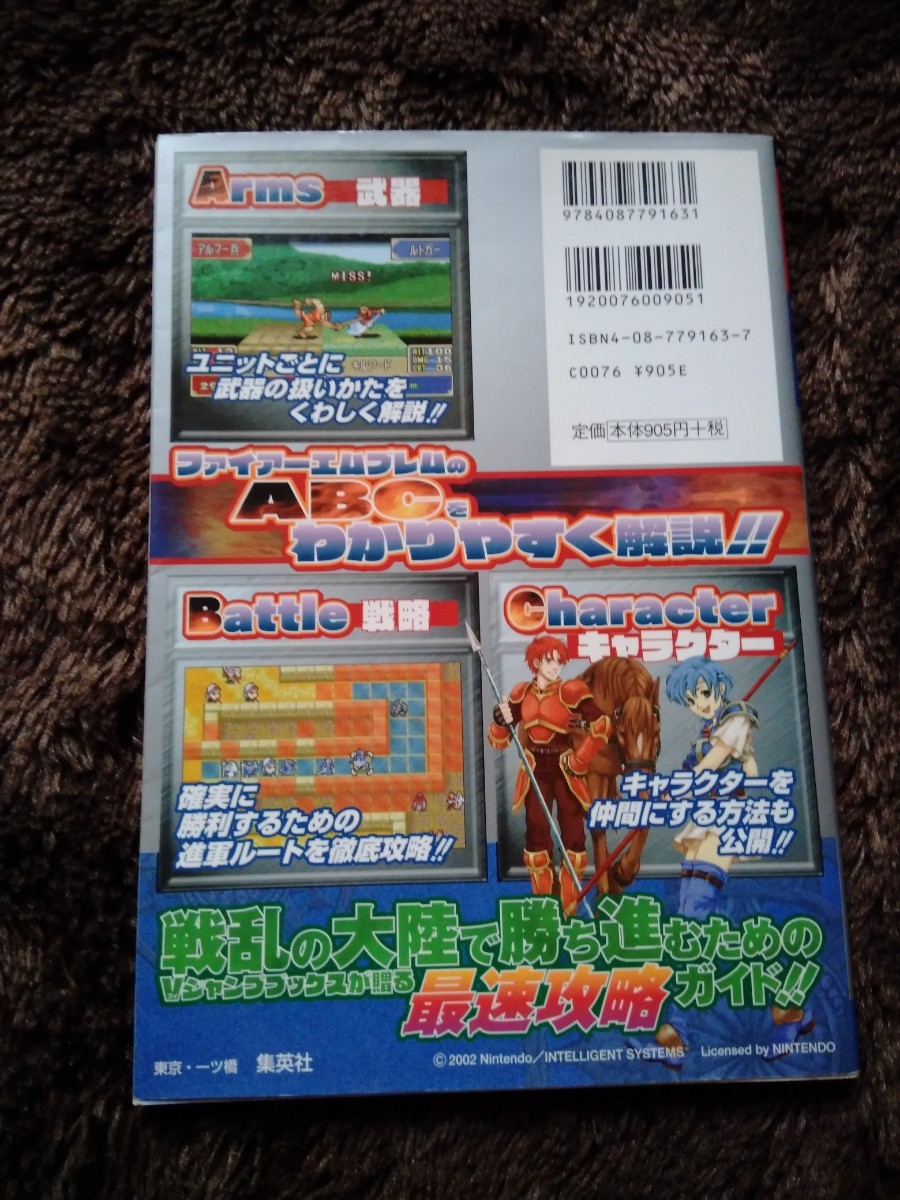 Arms 武器
アルマー兵
ルトガー
MISS!
キルソード
ユニットごとに
武器の扱いかたを
くわしく解説!!
9784087791631
1920076009051
ISBN4-08-779163-7
C0076 ¥905E
定価 本体905円+税
ファイアーエムブレムの
ABCを
わかりやすく解説!!
Battle 戦略
確実に
勝利するための
進軍ルートを徹底攻略!!
Character
キャラクター
キャラクターを
仲間にする方法も
公開!!
戦乱の大陸で勝ち進むための
Vジャンプブックスが贈る
最速攻略ガイド!!
© 2002 Nintendo/INTELLIGENT SYSTEMS™ Licensed by NINTENDO
東京・一ツ橋 集英社